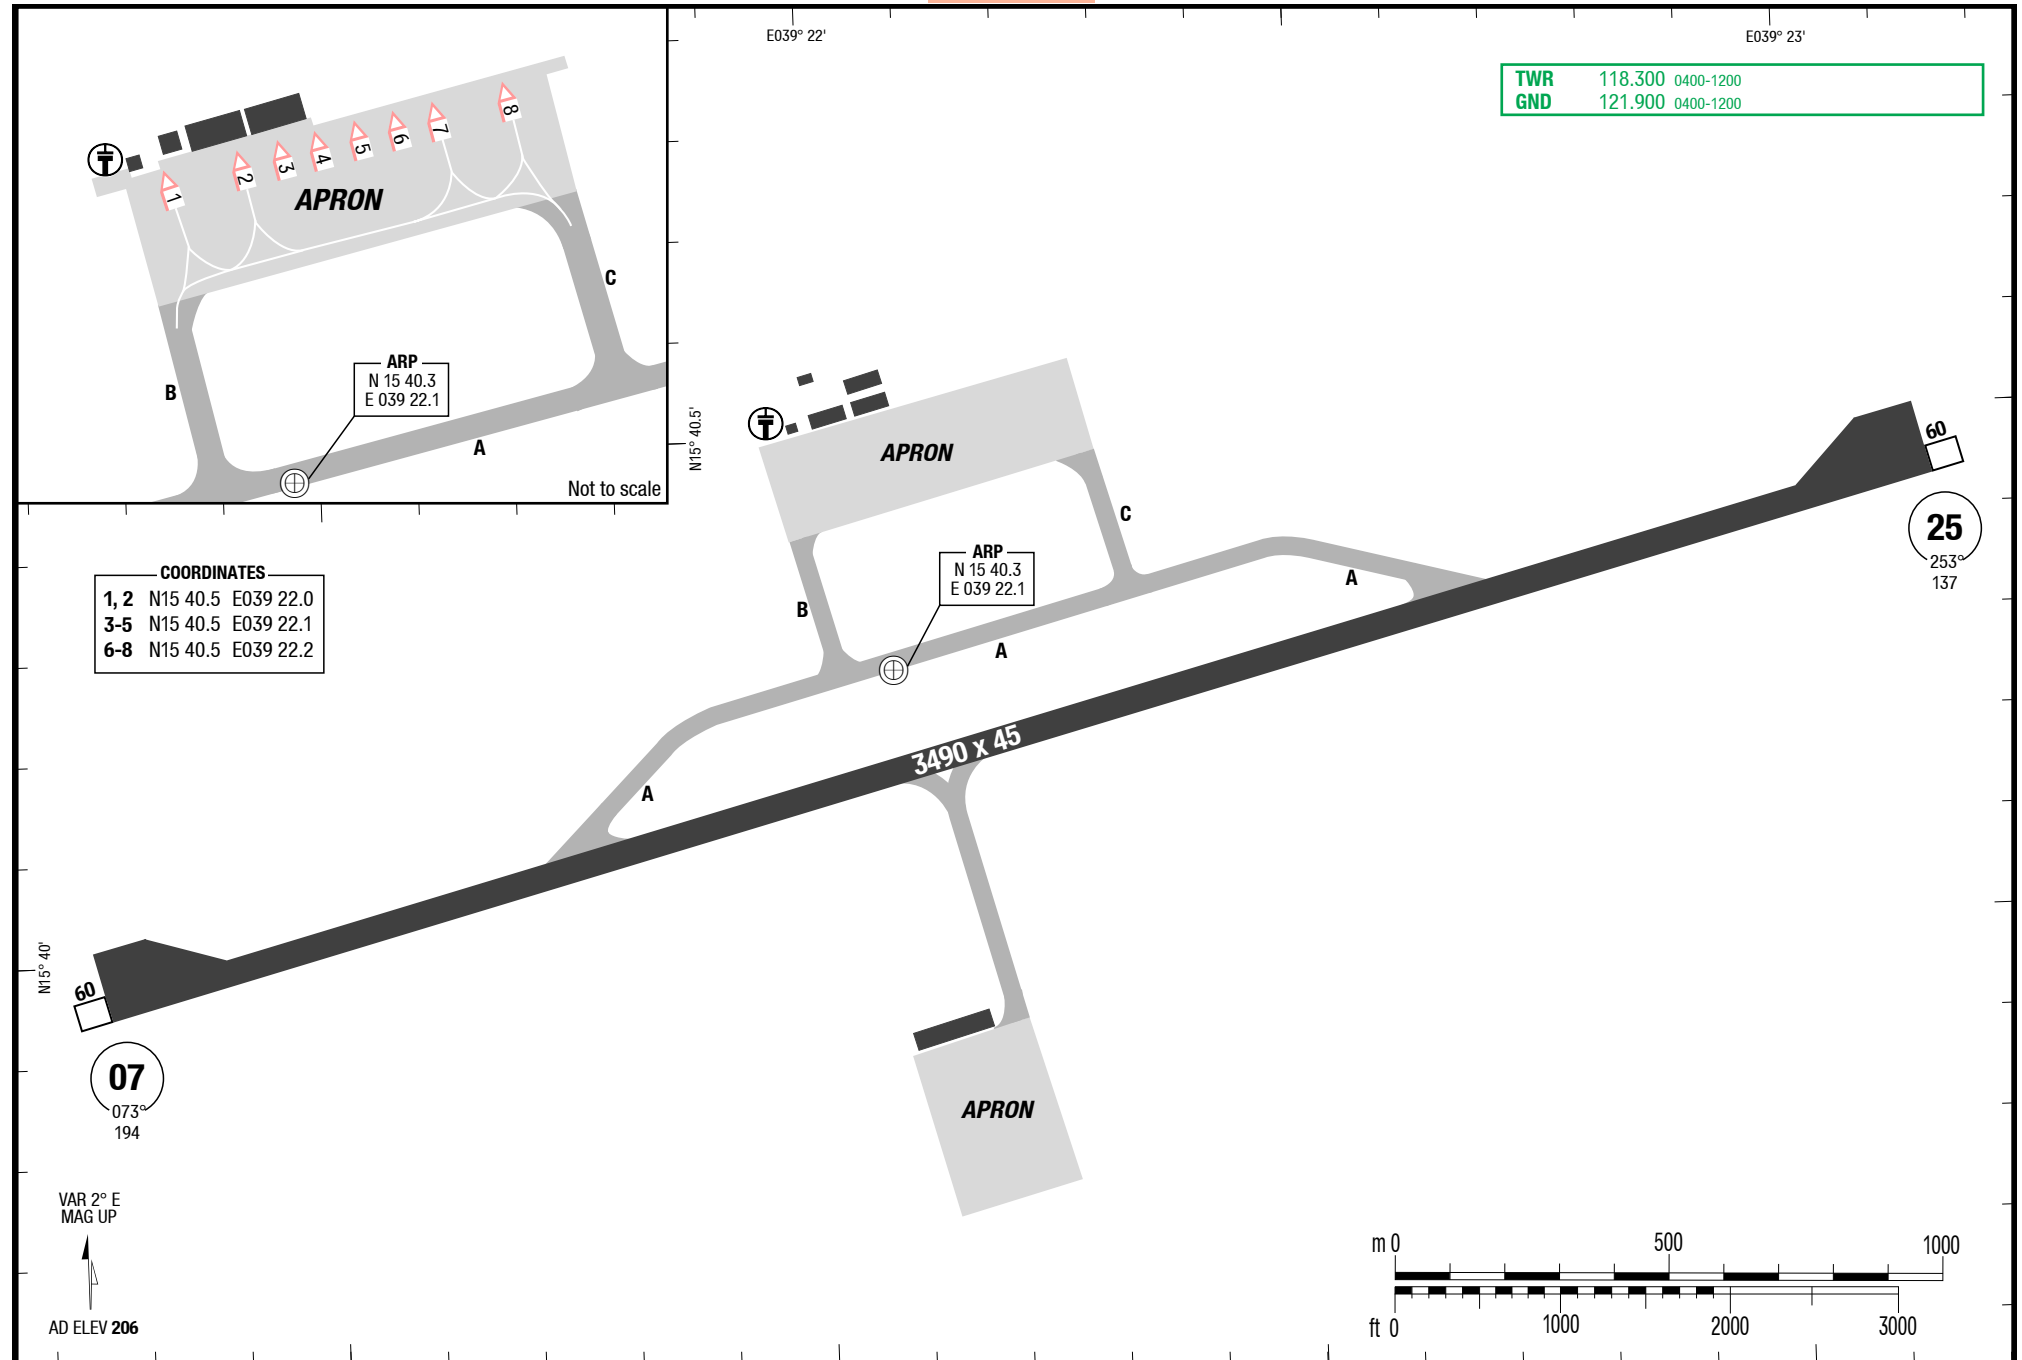 E039° 22'
E039° 23'
TWR 118.300 0400-1200
GND 121.900 0400-1200
1
2
3
4
5
6
7
8
APRON
C
B
ARP
N 15 40.3
E 039 22.1
A
Not to scale
N15° 40.5'
COORDINATES
1, 2 N15 40.5 E039 22.0
3-5 N15 40.5 E039 22.1
6-8 N15 40.5 E039 22.2
APRON
C
B
ARP
N 15 40.3
E 039 22.1
A
A
A
60
25
253°
137
3490 x 45
N15° 40'
60
07
073°
194
APRON
VAR 2° E
MAG UP
AD ELEV 206
m 0 500 1000
ft 0 1000 2000 3000